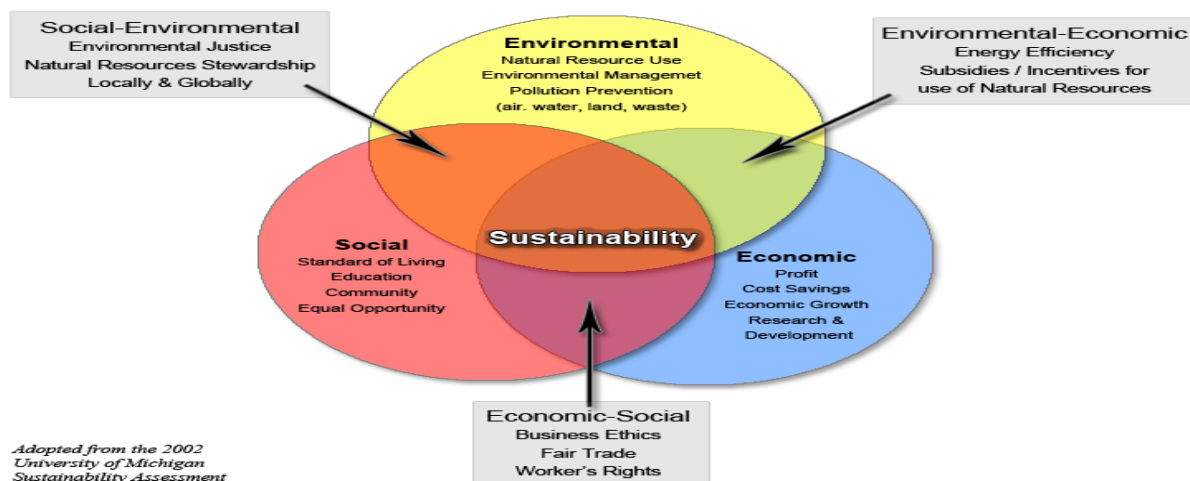 Social-Environmental
Environmental Justice
Natural Resources Stewardship
Locally & Globally
Environmental
Natural Resource Use
Environmental Managemet
Pollution Prevention
(air. water, land, waste)
Environmental-Economic
Energy Efficiency
Subsidies / Incentives for
use of Natural Resources
Sustainability
Social
Standard of Living
Education
Community
Equal Opportunity
Economic
Profit
Cost Savings
Economic Growth
Research &
Development
Economic-Social
Business Ethics
Fair Trade
Worker's Rights
Adopted from the 2002
University of Michigan
Sustainability Assessment